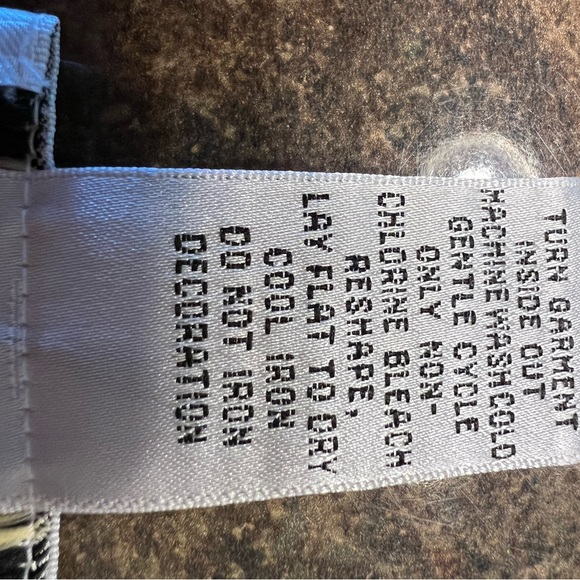 TURN GARMENT
INSIDE OUT
MACHINE WASH COLD
GENTLE CYCLE
ONLY NON-
CHLORINE BLEACH
RESHAPE,
LAY FLAT TO DRY
COOL IRON
DO NOT IRON
DECORATION